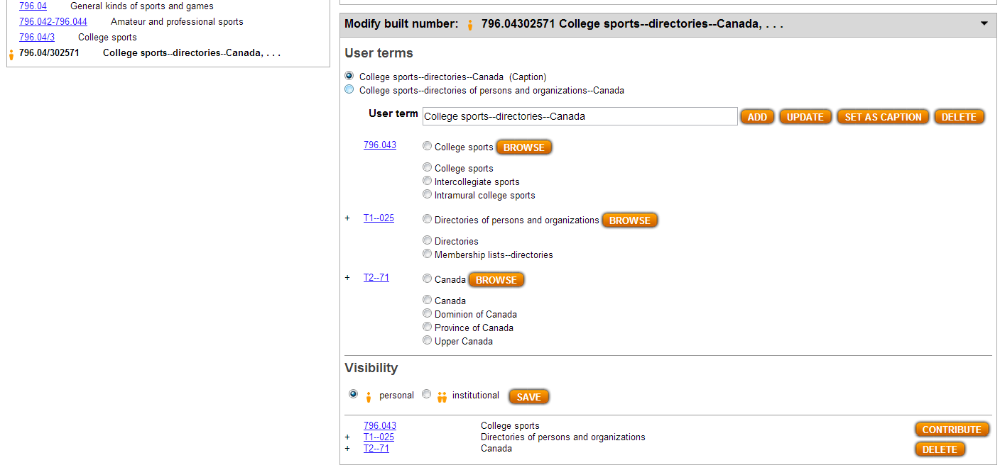 796.04 General kinds of sports and games
796.042-796.044 Amateur and professional sports
796.04/3 College sports
796.04/302571 College sports--directories--Canada, . . .
Modify built number: 796.04302571 College sports--directories--Canada, . . .
User terms
College sports--directories--Canada (Caption)
College sports--directories of persons and organizations--Canada
User term College sports--directories--Canada ADD UPDATE SET AS CAPTION DELETE
796.043 College sports BROWSE
College sports
Intercollegiate sports
Intramural college sports
+ T1--025 Directories of persons and organizations BROWSE
Directories
Membership lists--directories
+ T2--71 Canada BROWSE
Canada
Dominion of Canada
Province of Canada
Upper Canada
Visibility
personal institutional SAVE
796.043 College sports CONTRIBUTE
+ T1--025 Directories of persons and organizations
+ T2--71 Canada DELETE